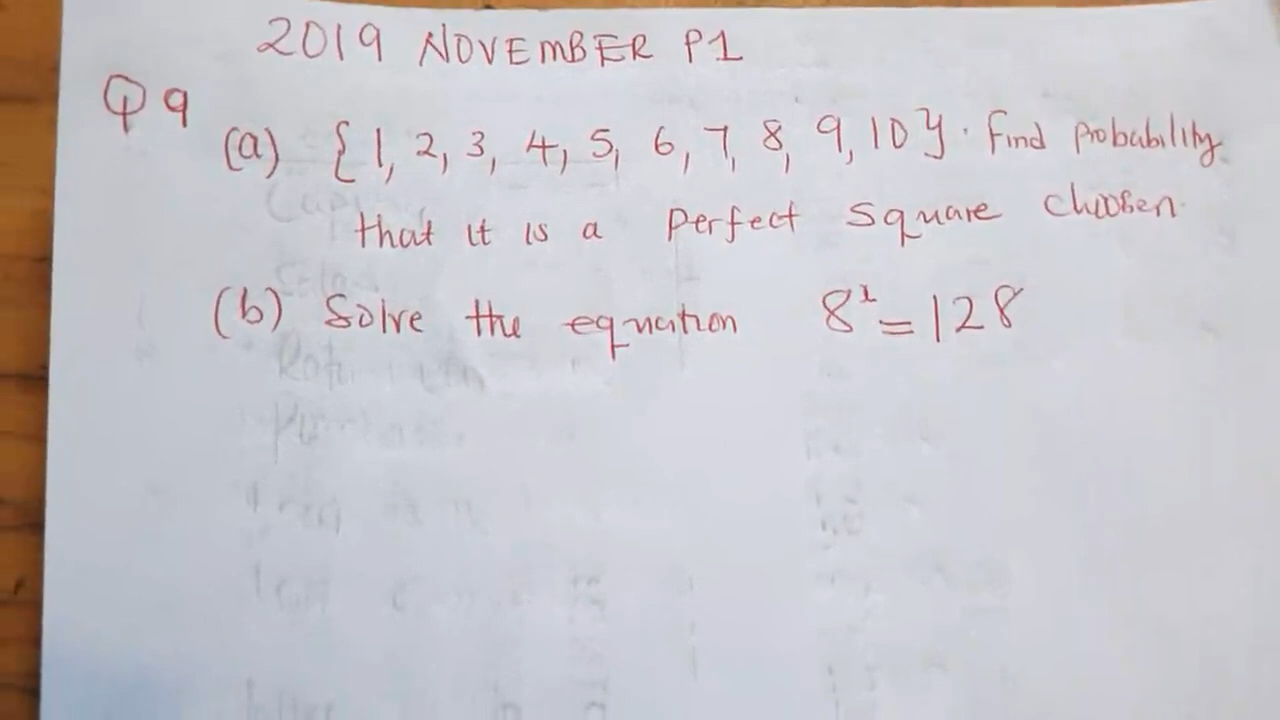 2019 NOVEMBER P1
Q9
(a) {1, 2, 3, 4, 5, 6, 7, 8, 9, 10}. Find probability
that it is a perfect square choosen.
(b) Solve the equation 8ˣ = 128